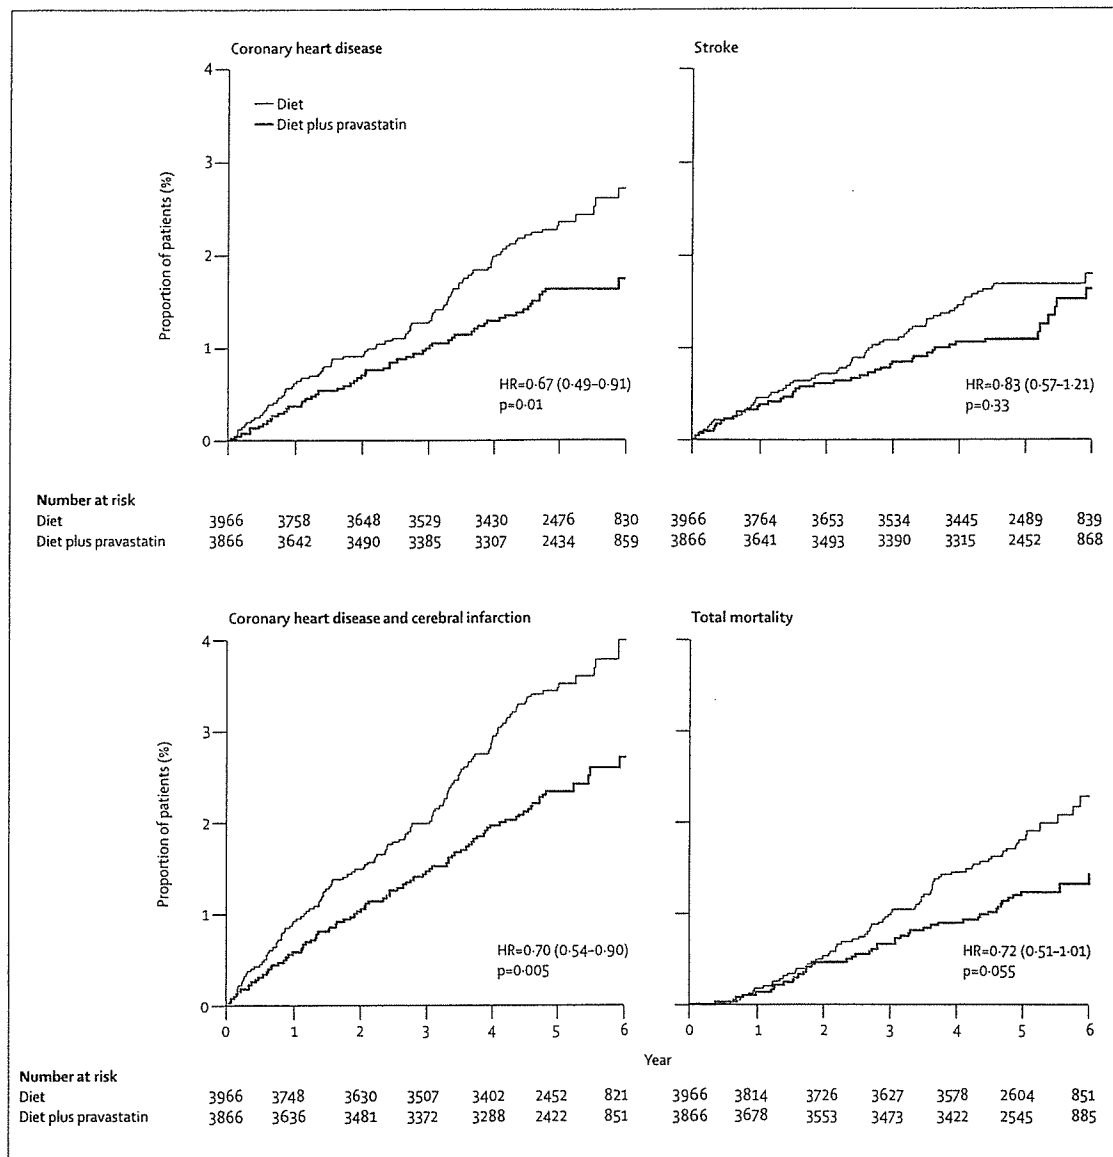 Coronary heart disease
Stroke
4
Diet
Diet plus pravastatin
3
2
1
0
Proportion of patients (%)
HR=0·67 (0·49–0·91)
p=0·01
HR=0·83 (0·57–1·21)
p=0·33
Number at risk
Diet 3966 3758 3648 3529 3430 2476 830 3966 3764 3653 3534 3445 2489 839
Diet plus pravastatin 3866 3642 3490 3385 3307 2434 859 3866 3641 3493 3390 3315 2452 868
Coronary heart disease and cerebral infarction
Total mortality
4
3
2
1
0
Proportion of patients (%)
HR=0·70 (0·54–0·90)
p=0·005
HR=0·72 (0·51–1·01)
p=0·055
0 1 2 3 4 5 6 0 1 2 3 4 5 6
Year
Number at risk
Diet 3966 3748 3630 3507 3402 2452 821 3966 3814 3726 3627 3578 2604 851
Diet plus pravastatin 3866 3636 3481 3372 3288 2422 851 3866 3678 3553 3473 3422 2545 885